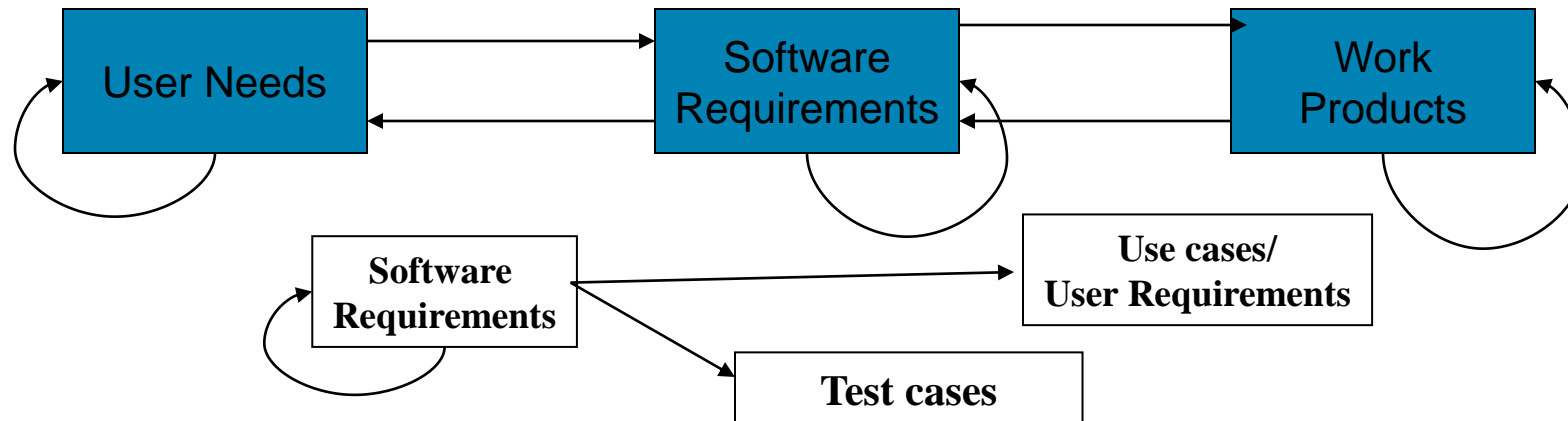 User Needs
Software
Requirements
Work
Products
Software
Requirements
Use cases/
User Requirements
Test cases